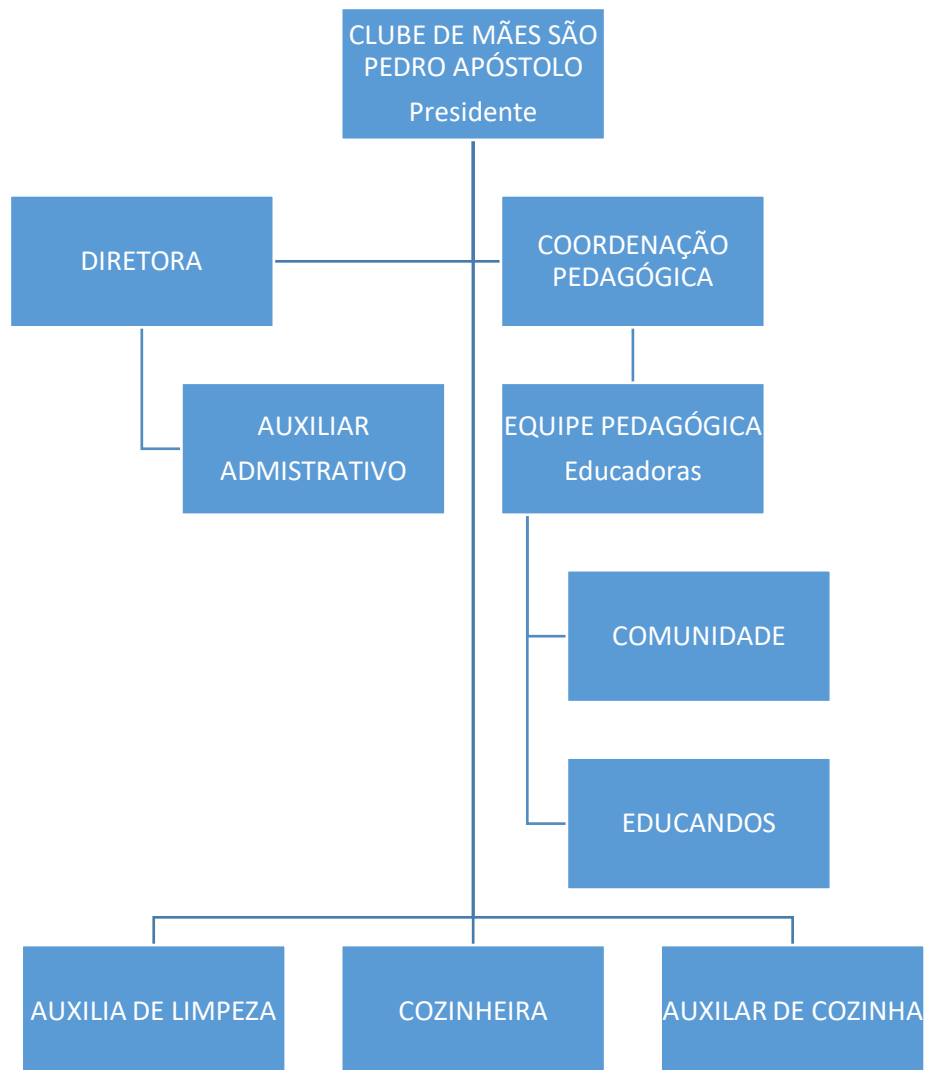 CLUBE DE MÃES SÃO
PEDRO APÓSTOLO
Presidente
DIRETORA
COORDENAÇÃO
PEDAGÓGICA
AUXILIAR
ADMISTRATIVO
EQUIPE PEDAGÓGICA
Educadoras
COMUNIDADE
EDUCANDOS
AUXILIA DE LIMPEZA
COZINHEIRA
AUXILAR DE COZINHA